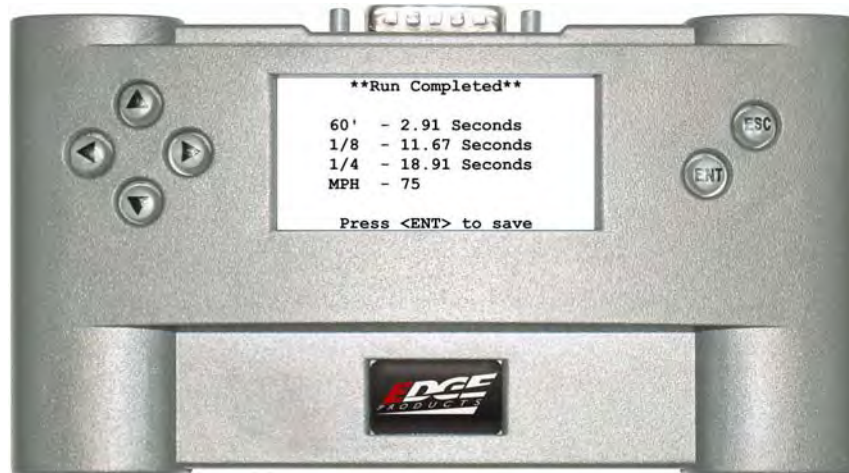 **Run Completed**
60' - 2.91 Seconds
1/8 - 11.67 Seconds
1/4 - 18.91 Seconds
MPH - 75
Press <ENT> to save
ESC
ENT
EDGE
PRODUCTS